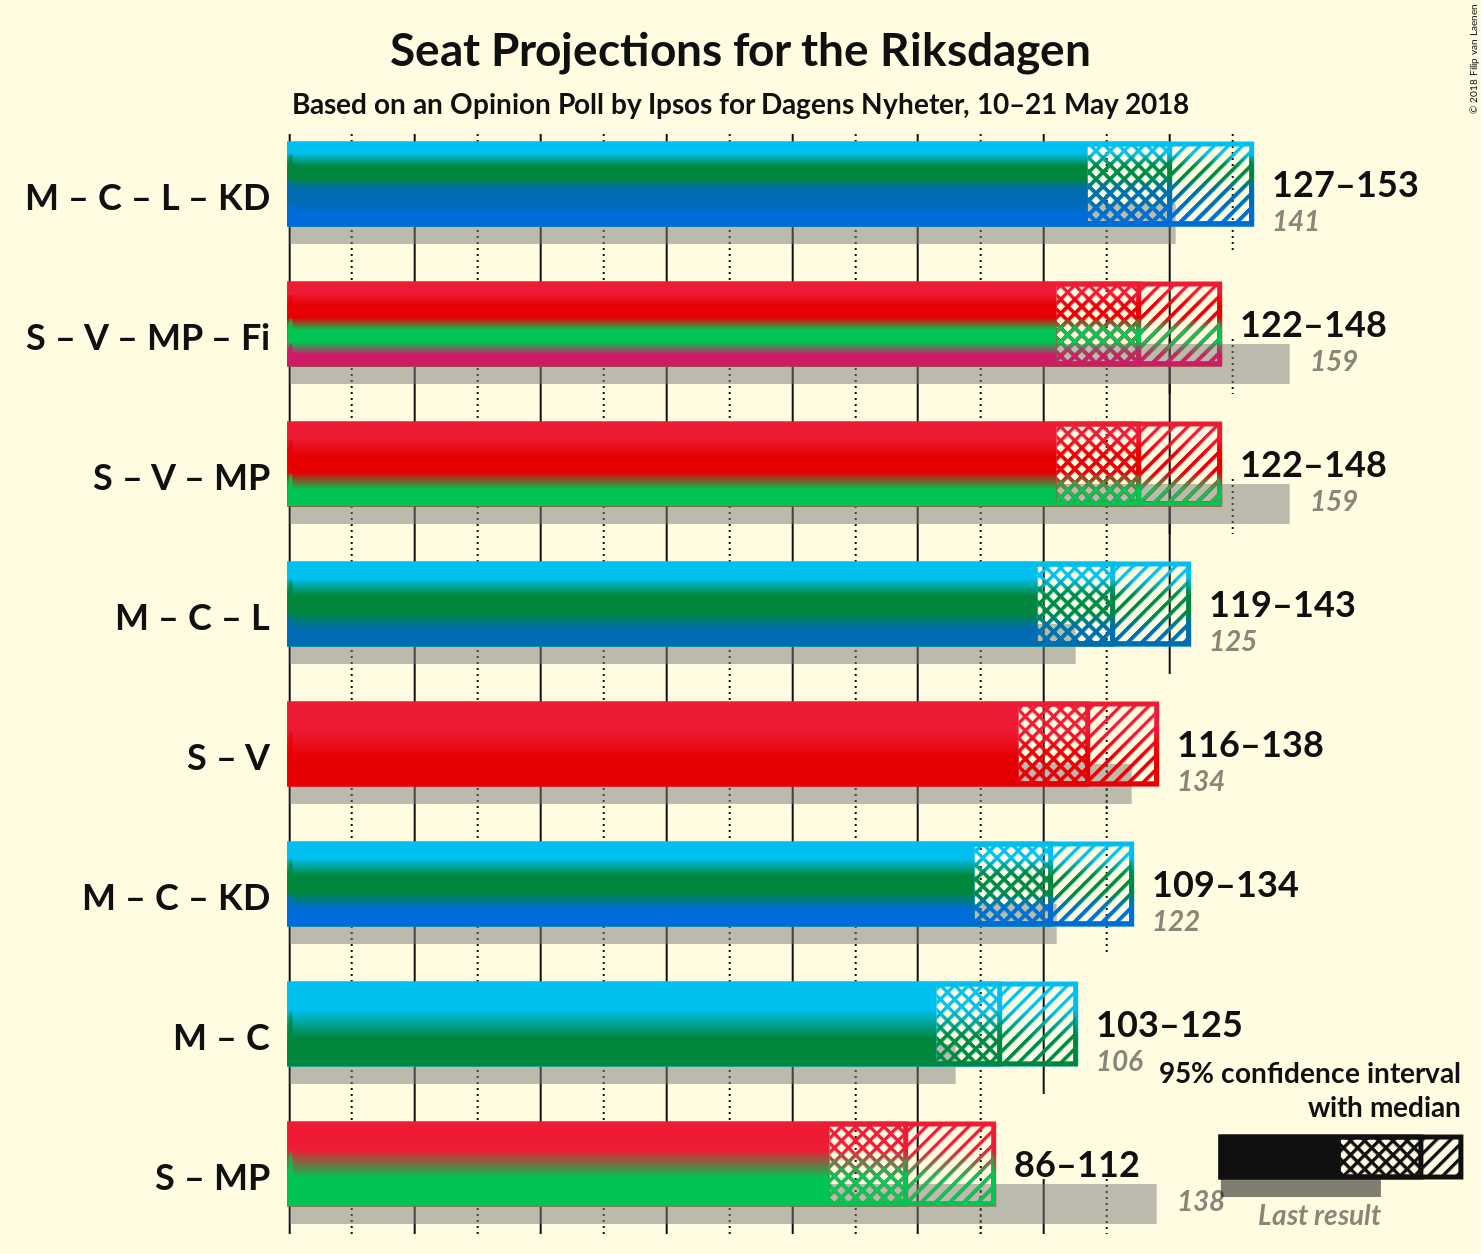 Seat Projections for the Riksdagen
Based on an Opinion Poll by Ipsos for Dagens Nyheter, 10–21 May 2018
© 2018 Filip van Laenen
M – C – L – KD
127–153
141
S – V – MP – Fi
122–148
159
S – V – MP
122–148
159
M – C – L
119–143
125
S – V
116–138
134
M – C – KD
109–134
122
M – C
103–125
106
S – MP
86–112
138
95% confidence interval
with median
Last result